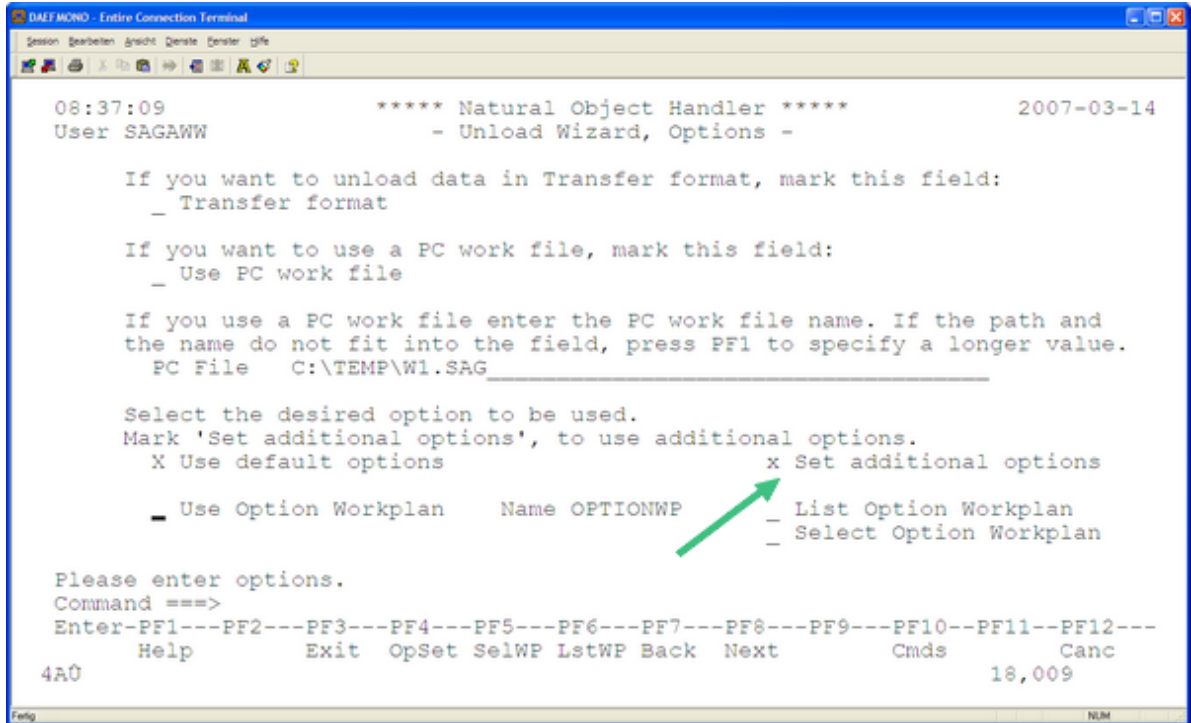 DAEFMONO - Entire Connection Terminal
Session Bearbeiten Ansicht Dienste Fenster Hilfe
08:37:09 ***** Natural Object Handler ***** 2007-03-14
User SAGAWW - Unload Wizard, Options -
If you want to unload data in Transfer format, mark this field:
_ Transfer format
If you want to use a PC work file, mark this field:
_ Use PC work file
If you use a PC work file enter the PC work file name. If the path and
the name do not fit into the field, press PF1 to specify a longer value.
PC File C:\TEMP\W1.SAG____________________________________
Select the desired option to be used.
Mark 'Set additional options', to use additional options.
X Use default options x Set additional options
_ Use Option Workplan Name OPTIONWP _ List Option Workplan
_ Select Option Workplan
Please enter options.
Command ===>
Enter-PF1---PF2---PF3---PF4---PF5---PF6---PF7---PF8---PF9---PF10--PF11--PF12---
Help Exit OpSet SelWP LstWP Back Next Cmds Canc
4AÛ 18,009
Fertig NUM